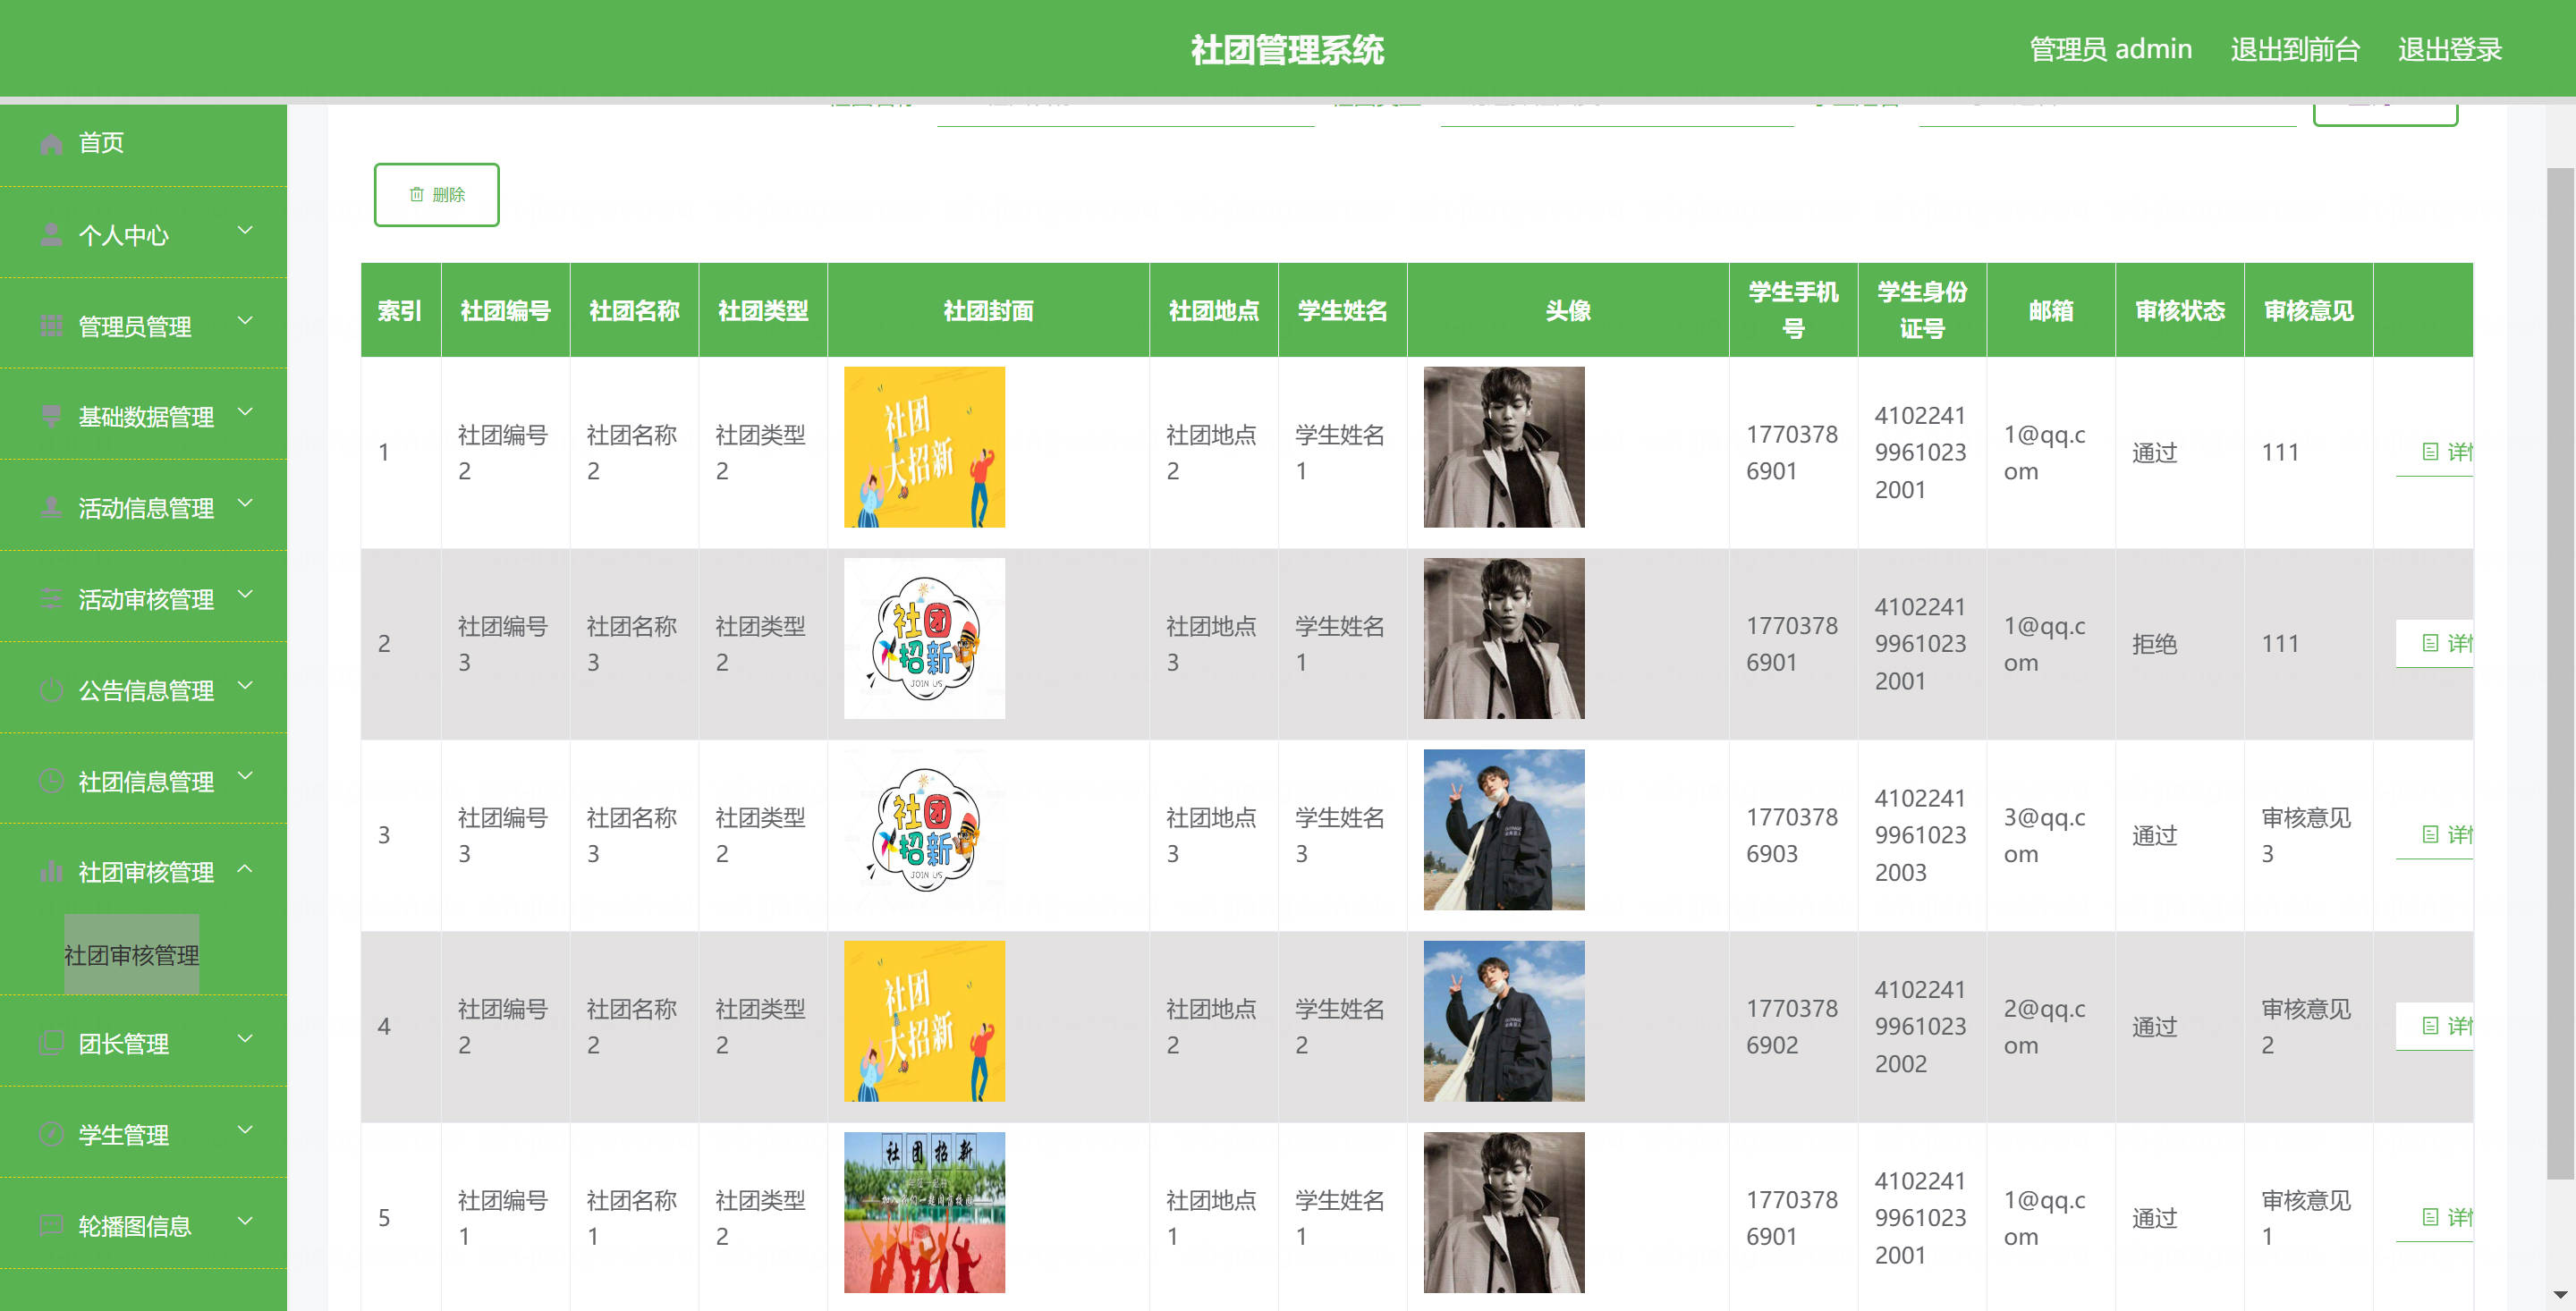 社团管理系统
管理员 admin
退出到前台
退出登录
首页
个人中心
管理员管理
基础数据管理
活动信息管理
活动审核管理
公告信息管理
社团信息管理
社团审核管理
社团审核管理
团长管理
学生管理
轮播图信息
删除
索引 社团编号 社团名称 社团类型 社团封面 社团地点 学生姓名 头像 学生手机号 学生身份证号 邮箱 审核状态 审核意见
1 社团编号2 社团名称2 社团类型2 社团地点2 学生姓名1 17703786901 410224199610232001 1@qq.com 通过 111 详
社团
大招新
2 社团编号3 社团名称3 社团类型2 社团地点3 学生姓名1 17703786901 410224199610232001 1@qq.com 拒绝 111 详
社团
招新
JOIN US
3 社团编号3 社团名称3 社团类型2 社团地点3 学生姓名3 17703786903 410224199610232003 3@qq.com 通过 审核意见3 详
社团
招新
JOIN US
4 社团编号2 社团名称2 社团类型2 社团地点2 学生姓名2 17703786902 410224199610232002 2@qq.com 通过 审核意见2 详
社团
大招新
5 社团编号1 社团名称1 社团类型2 社团地点1 学生姓名1 17703786901 410224199610232001 1@qq.com 通过 审核意见1 详
社团招新